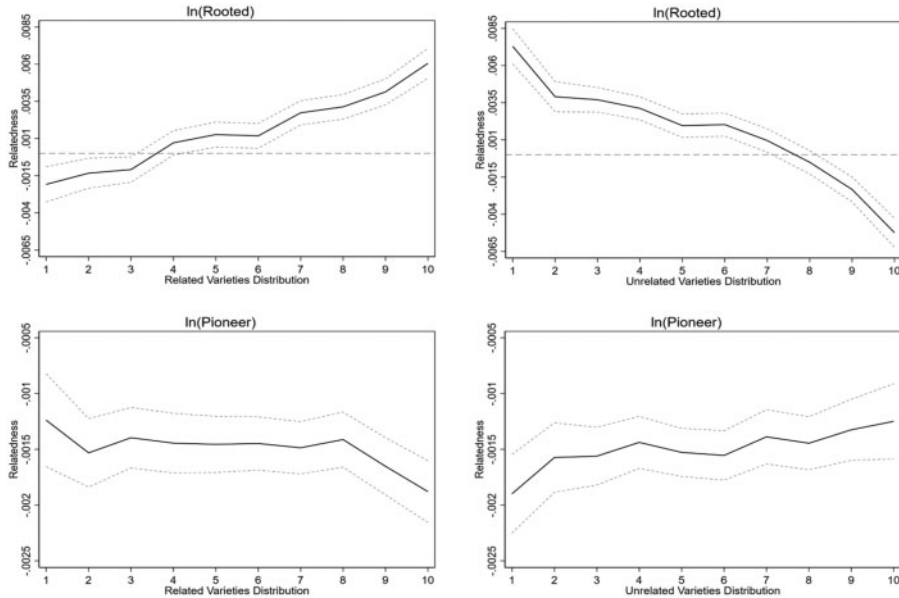 ln(Rooted)
Relatedness
.0085
.006
.0035
.001
-.0015
-.004
-.0065
1 2 3 4 5 6 7 8 9 10
Related Varieties Distribution
ln(Rooted)
Relatedness
.0085
.006
.0035
.001
-.0015
-.004
-.0065
1 2 3 4 5 6 7 8 9 10
Unrelated Varieties Distribution
ln(Pioneer)
Relatedness
-.0005
-.001
-.0015
-.002
-.0025
1 2 3 4 5 6 7 8 9 10
Related Varieties Distribution
ln(Pioneer)
Relatedness
-.0005
-.001
-.0015
-.002
-.0025
1 2 3 4 5 6 7 8 9 10
Unrelated Varieties Distribution